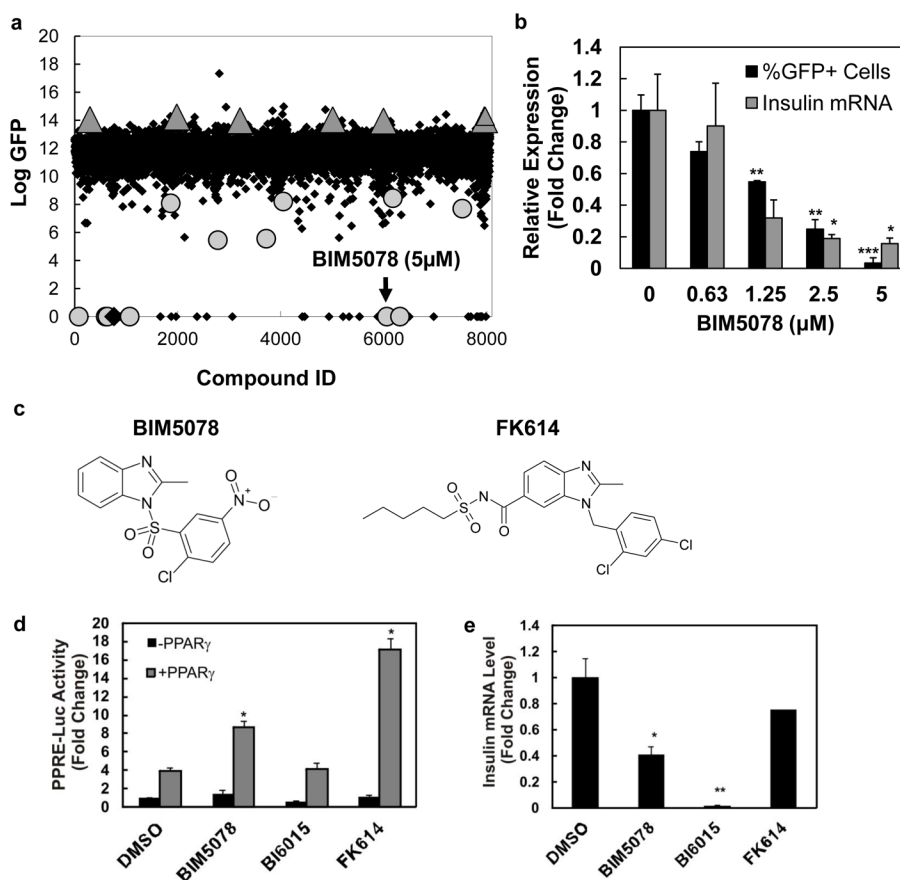 a
20
18
16
14
12
10
8
6
4
2
0
Log GFP
BIM5078 (5µM)
0 2000 4000 6000 8000
Compound ID
b
1.4
1.2
1
0.8
0.6
0.4
0.2
0
Relative Expression
(Fold Change)
%GFP+ Cells
Insulin mRNA
**
**
*
***
*
0 0.63 1.25 2.5 5
BIM5078 (µM)
c
BIM5078
FK614
N
N
S
O
O
Cl
N+
O
O-
O
O
S
NH
O
N
N
Cl
Cl
d
20
18
16
14
12
10
8
6
4
2
0
PPRE-Luc Activity
(Fold Change)
-PPARγ
+PPARγ
*
*
DMSO BIM5078 BI6015 FK614
e
1.4
1.2
1
0.8
0.6
0.4
0.2
0
Insulin mRNA Level
(Fold Change)
*
**
DMSO BIM5078 BI6015 FK614